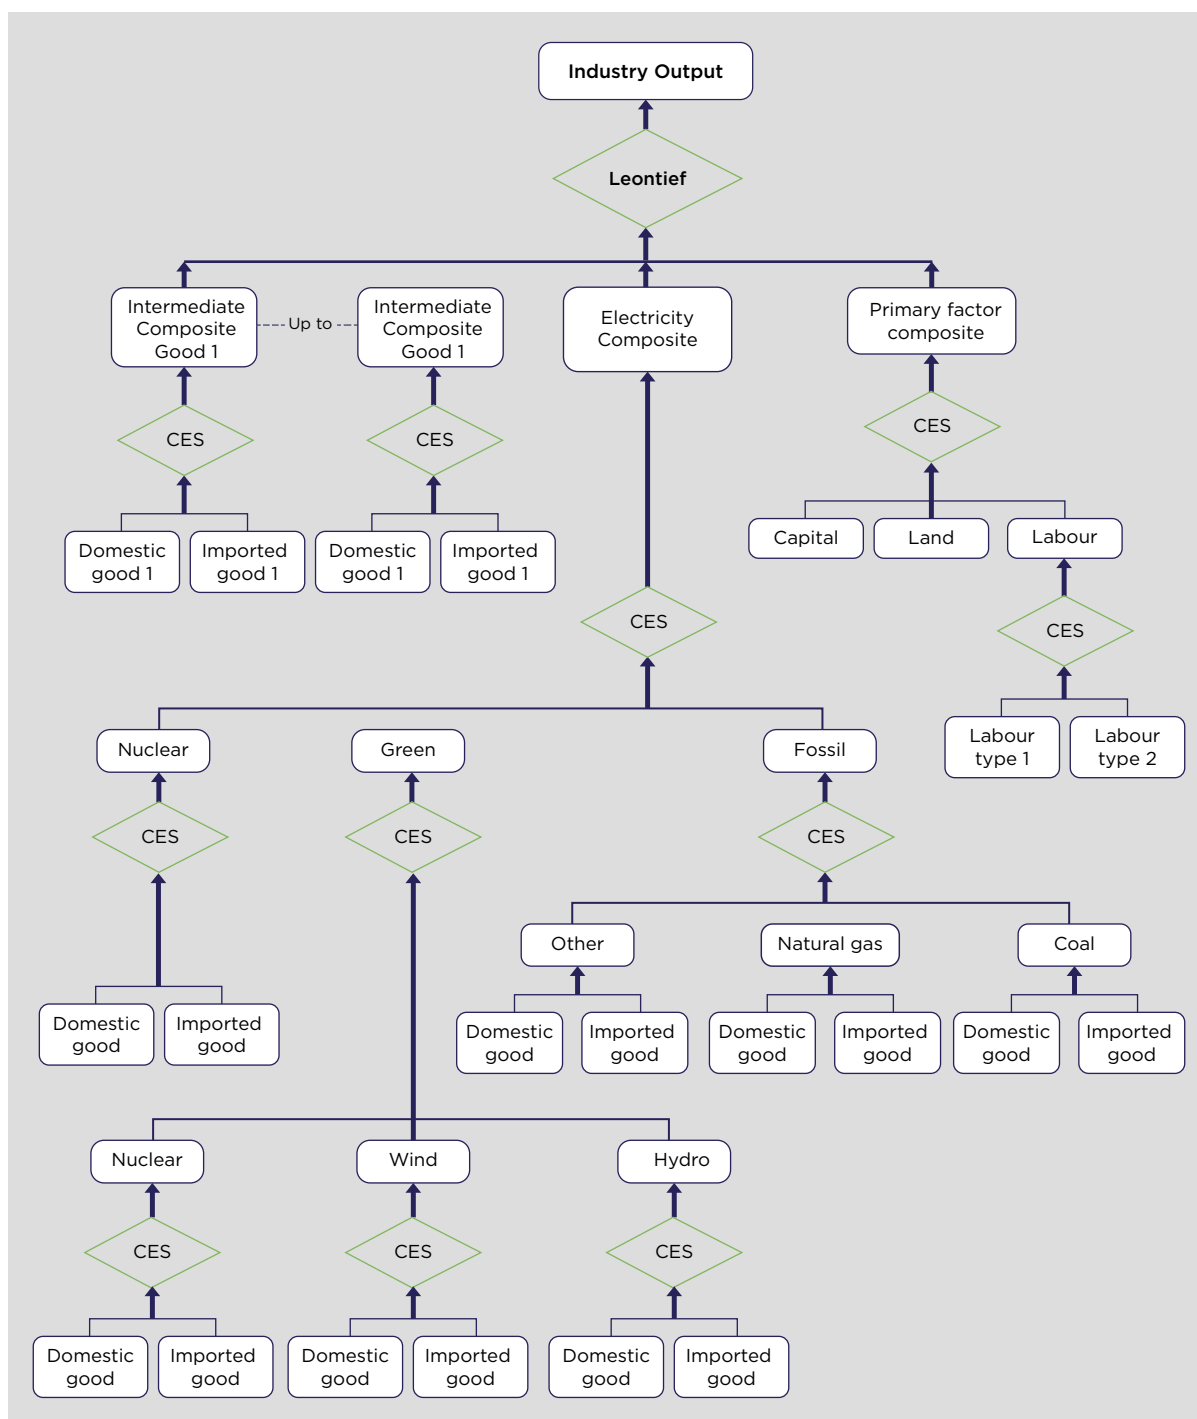 Industry Output
Leontief
Intermediate
Composite
Good 1
Up to
Intermediate
Composite
Good 1
Electricity
Composite
Primary factor
composite
CES
CES
CES
Domestic
good 1
Imported
good 1
Domestic
good 1
Imported
good 1
Capital
Land
Labour
CES
CES
Labour
type 1
Labour
type 2
Nuclear
Green
Fossil
CES
CES
CES
Other
Natural gas
Coal
Domestic
good
Imported
good
Domestic
good
Imported
good
Domestic
good
Imported
good
Domestic
good
Imported
good
Nuclear
Wind
Hydro
CES
CES
CES
Domestic
good
Imported
good
Domestic
good
Imported
good
Domestic
good
Imported
good